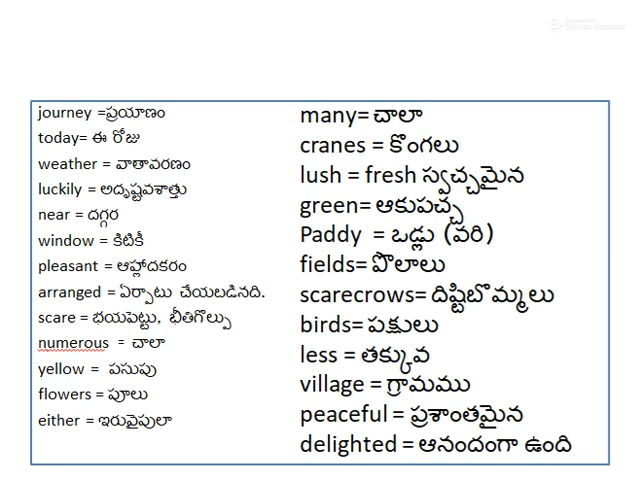 journey =ప్రయాణం
today= ఈ రోజు
weather = వాతావరణం
luckily = అదృష్టవశాత్తు
near = దగ్గర
window = కిటికీ
pleasant = ఆహ్లాదకరం
arranged = ఏర్పాటు చేయబడినది.
scare = భయపెట్టు, భీతిగొల్పు
numerous = చాలా
yellow = పసుపు
flowers = పూలు
either = ఇరువైపులా
many= చాలా
cranes = కొంగలు
lush = fresh స్వచ్చమైన
green= ఆకుపచ్చ
Paddy = ఒడ్లు (వరి)
fields= పొలాలు
scarecrows= దిష్టిబొమ్మలు
birds= పక్షులు
less = తక్కువ
village = గ్రామము
peaceful = ప్రశాంతమైన
delighted = ఆనందంగా ఉంది